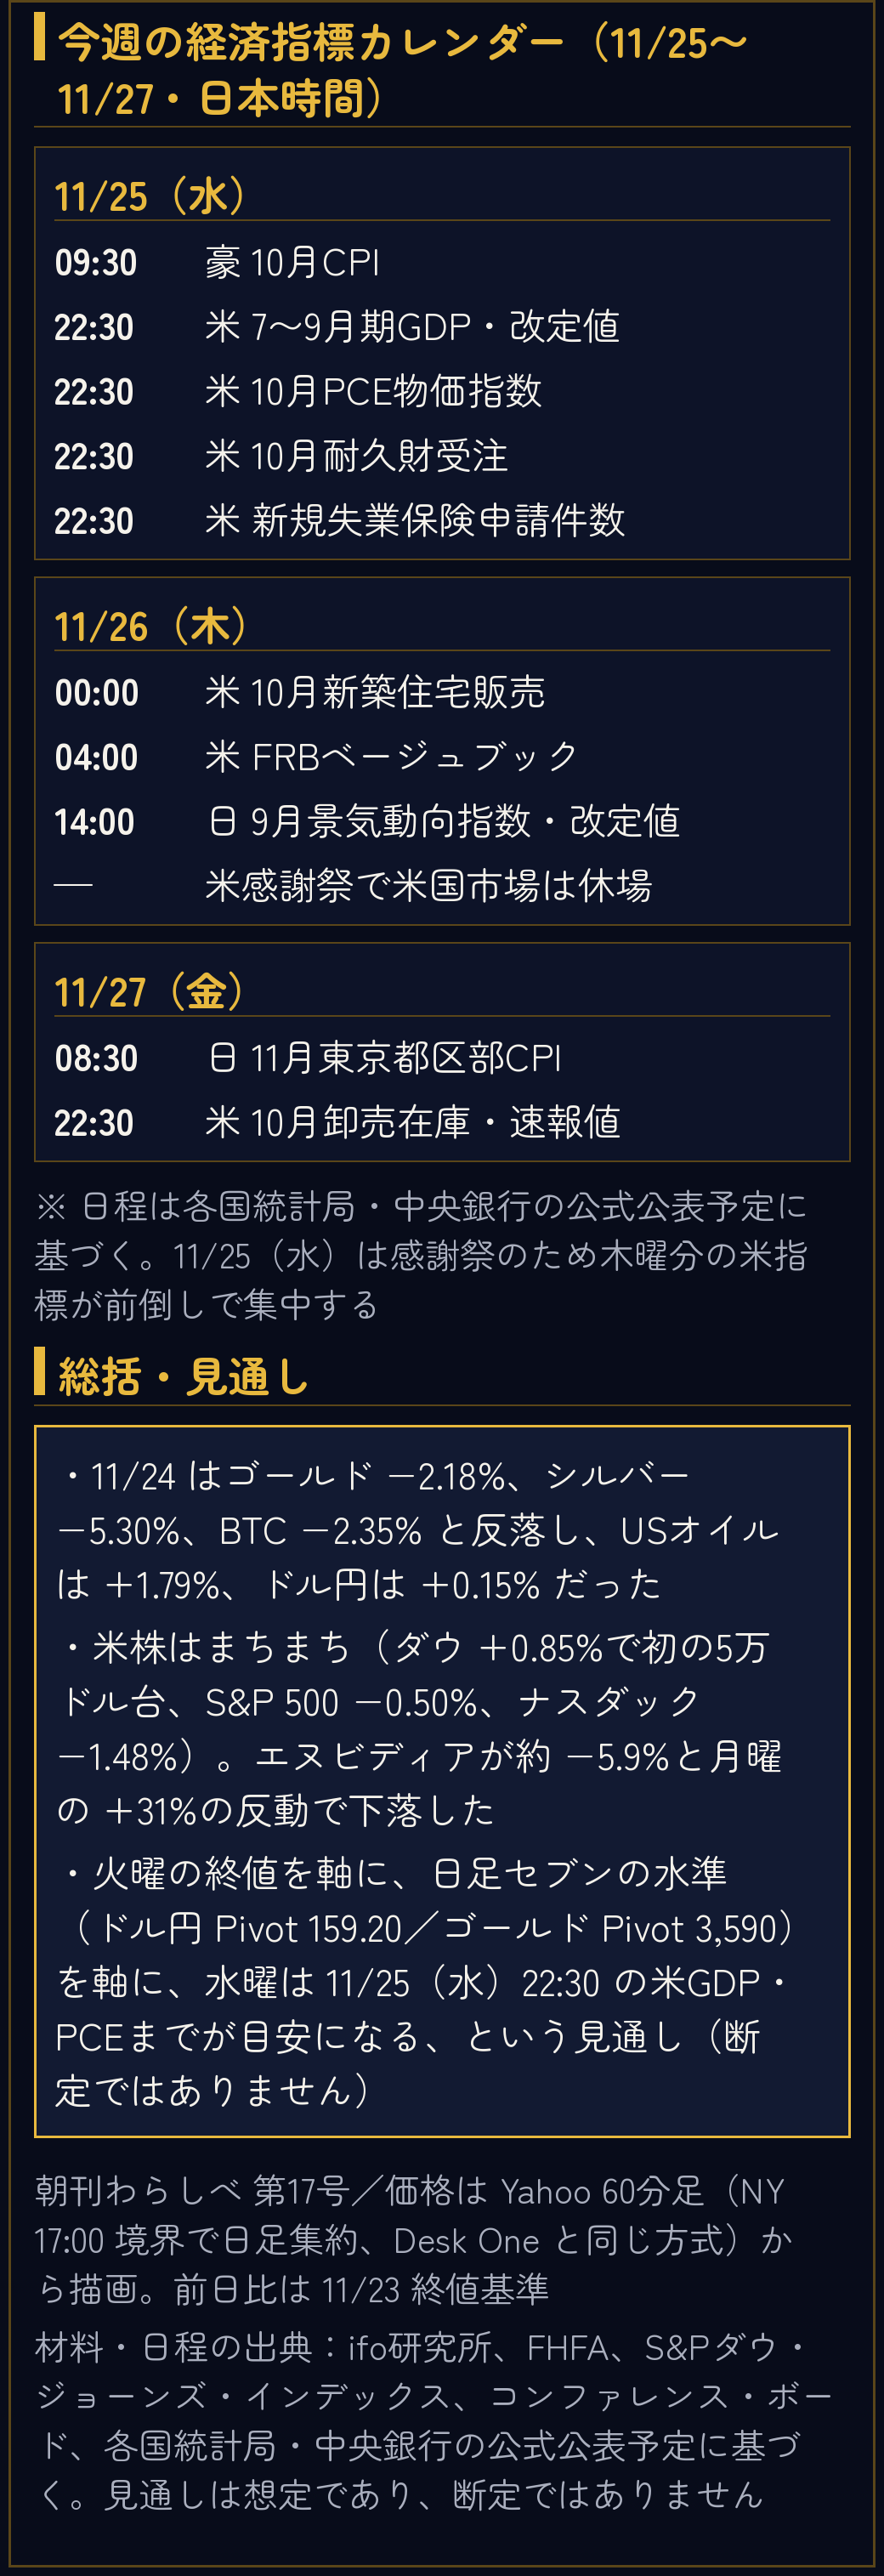 今週の経済指標カレンダー（11/25〜
11/27・日本時間）
11/25（水）
09:30 豪 10月CPI
22:30 米 7〜9月期GDP・改定値
22:30 米 10月PCE物価指数
22:30 米 10月耐久財受注
22:30 米 新規失業保険申請件数
11/26（木）
00:00 米 10月新築住宅販売
04:00 米 FRBベージュブック
14:00 日 9月景気動向指数・改定値
— 米感謝祭で米国市場は休場
11/27（金）
08:30 日 11月東京都区部CPI
22:30 米 10月卸売在庫・速報値
※ 日程は各国統計局・中央銀行の公式公表予定に
基づく。11/25（水）は感謝祭のため木曜分の米指
標が前倒しで集中する
総括・見通し
・11/24 はゴールド −2.18%、シルバー
−5.30%、BTC −2.35% と反落し、USオイル
は +1.79%、ドル円は +0.15% だった
・米株はまちまち（ダウ +0.85%で初の5万
ドル台、S&P 500 −0.50%、ナスダック
−1.48%）。エヌビディアが約 −5.9%と月曜
の +31%の反動で下落した
・火曜の終値を軸に、日足セブンの水準
（ドル円 Pivot 159.20／ゴールド Pivot 3,590）
を軸に、水曜は 11/25（水）22:30 の米GDP・
PCEまでが目安になる、という見通し（断
定ではありません）
朝刊わらしべ 第17号／価格は Yahoo 60分足（NY
17:00 境界で日足集約、Desk One と同じ方式）か
ら描画。前日比は 11/23 終値基準
材料・日程の出典：ifo研究所、FHFA、S&Pダウ・
ジョーンズ・インデックス、コンファレンス・ボー
ド、各国統計局・中央銀行の公式公表予定に基づ
く。見通しは想定であり、断定ではありません